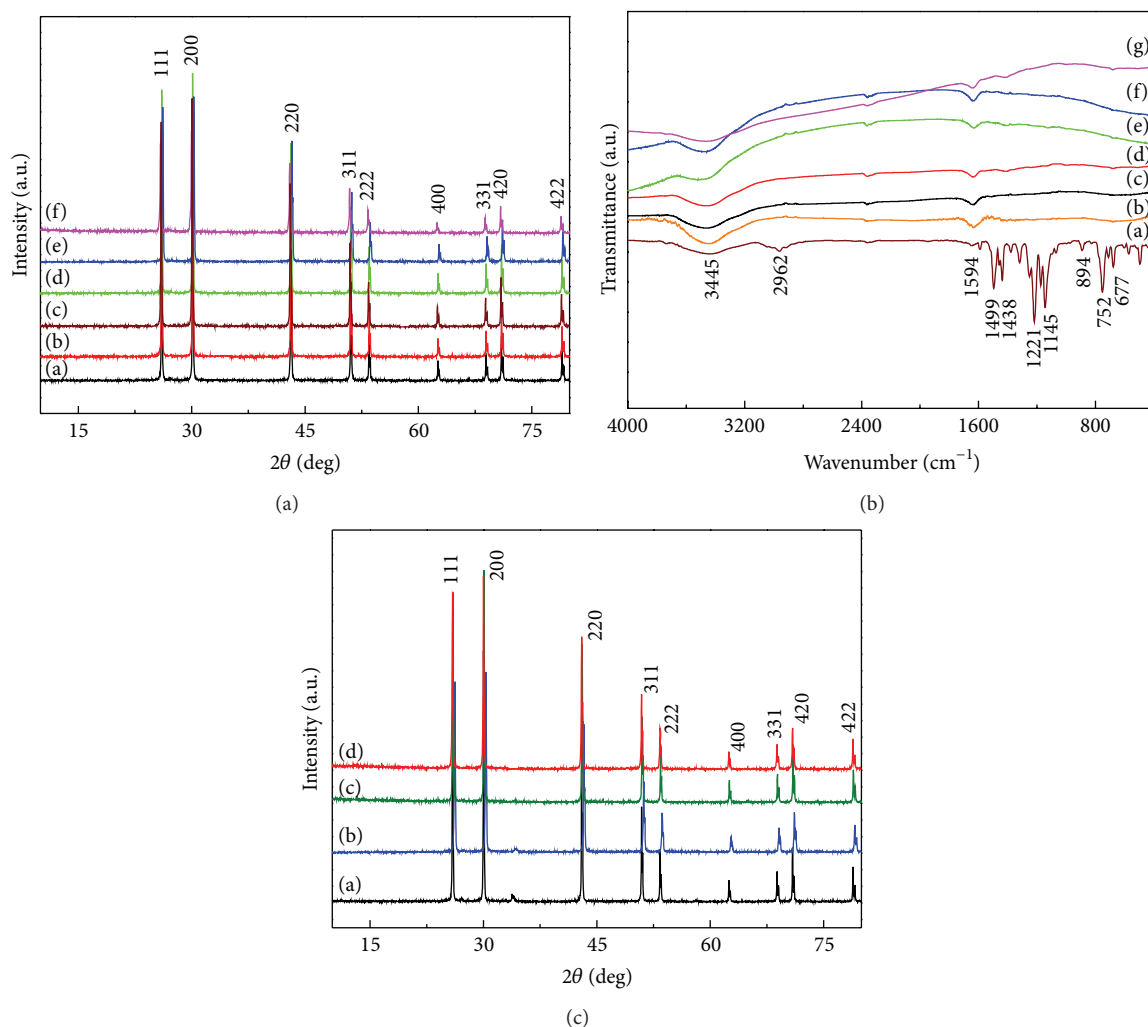 111
200
220
311
222
400
331
420
422
(f)
(e)
(d)
(c)
(b)
(a)
Intensity (a.u.)
15
30
45
60
75
2θ (deg)
(a)
(g)
(f)
(e)
(d)
(c)
(b)
(a)
3445
2962
1594
1499
1438
1221
1145
894
752
677
Transmittance (a.u.)
4000
3200
2400
1600
800
Wavenumber (cm⁻¹)
(b)
111
200
220
311
222
400
331
420
422
(d)
(c)
(b)
(a)
Intensity (a.u.)
15
30
45
60
75
2θ (deg)
(c)